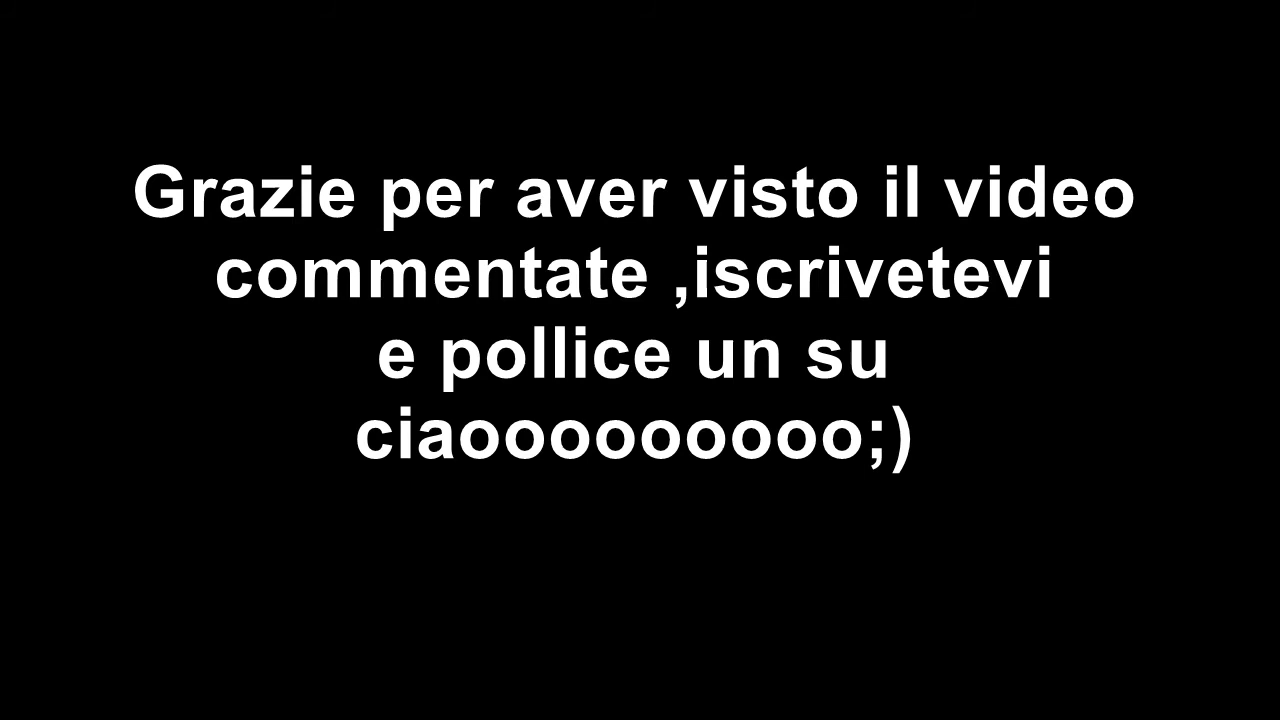 Grazie per aver visto il video
commentate ,iscrivetevi
e pollice un su
ciaooooooooo;)